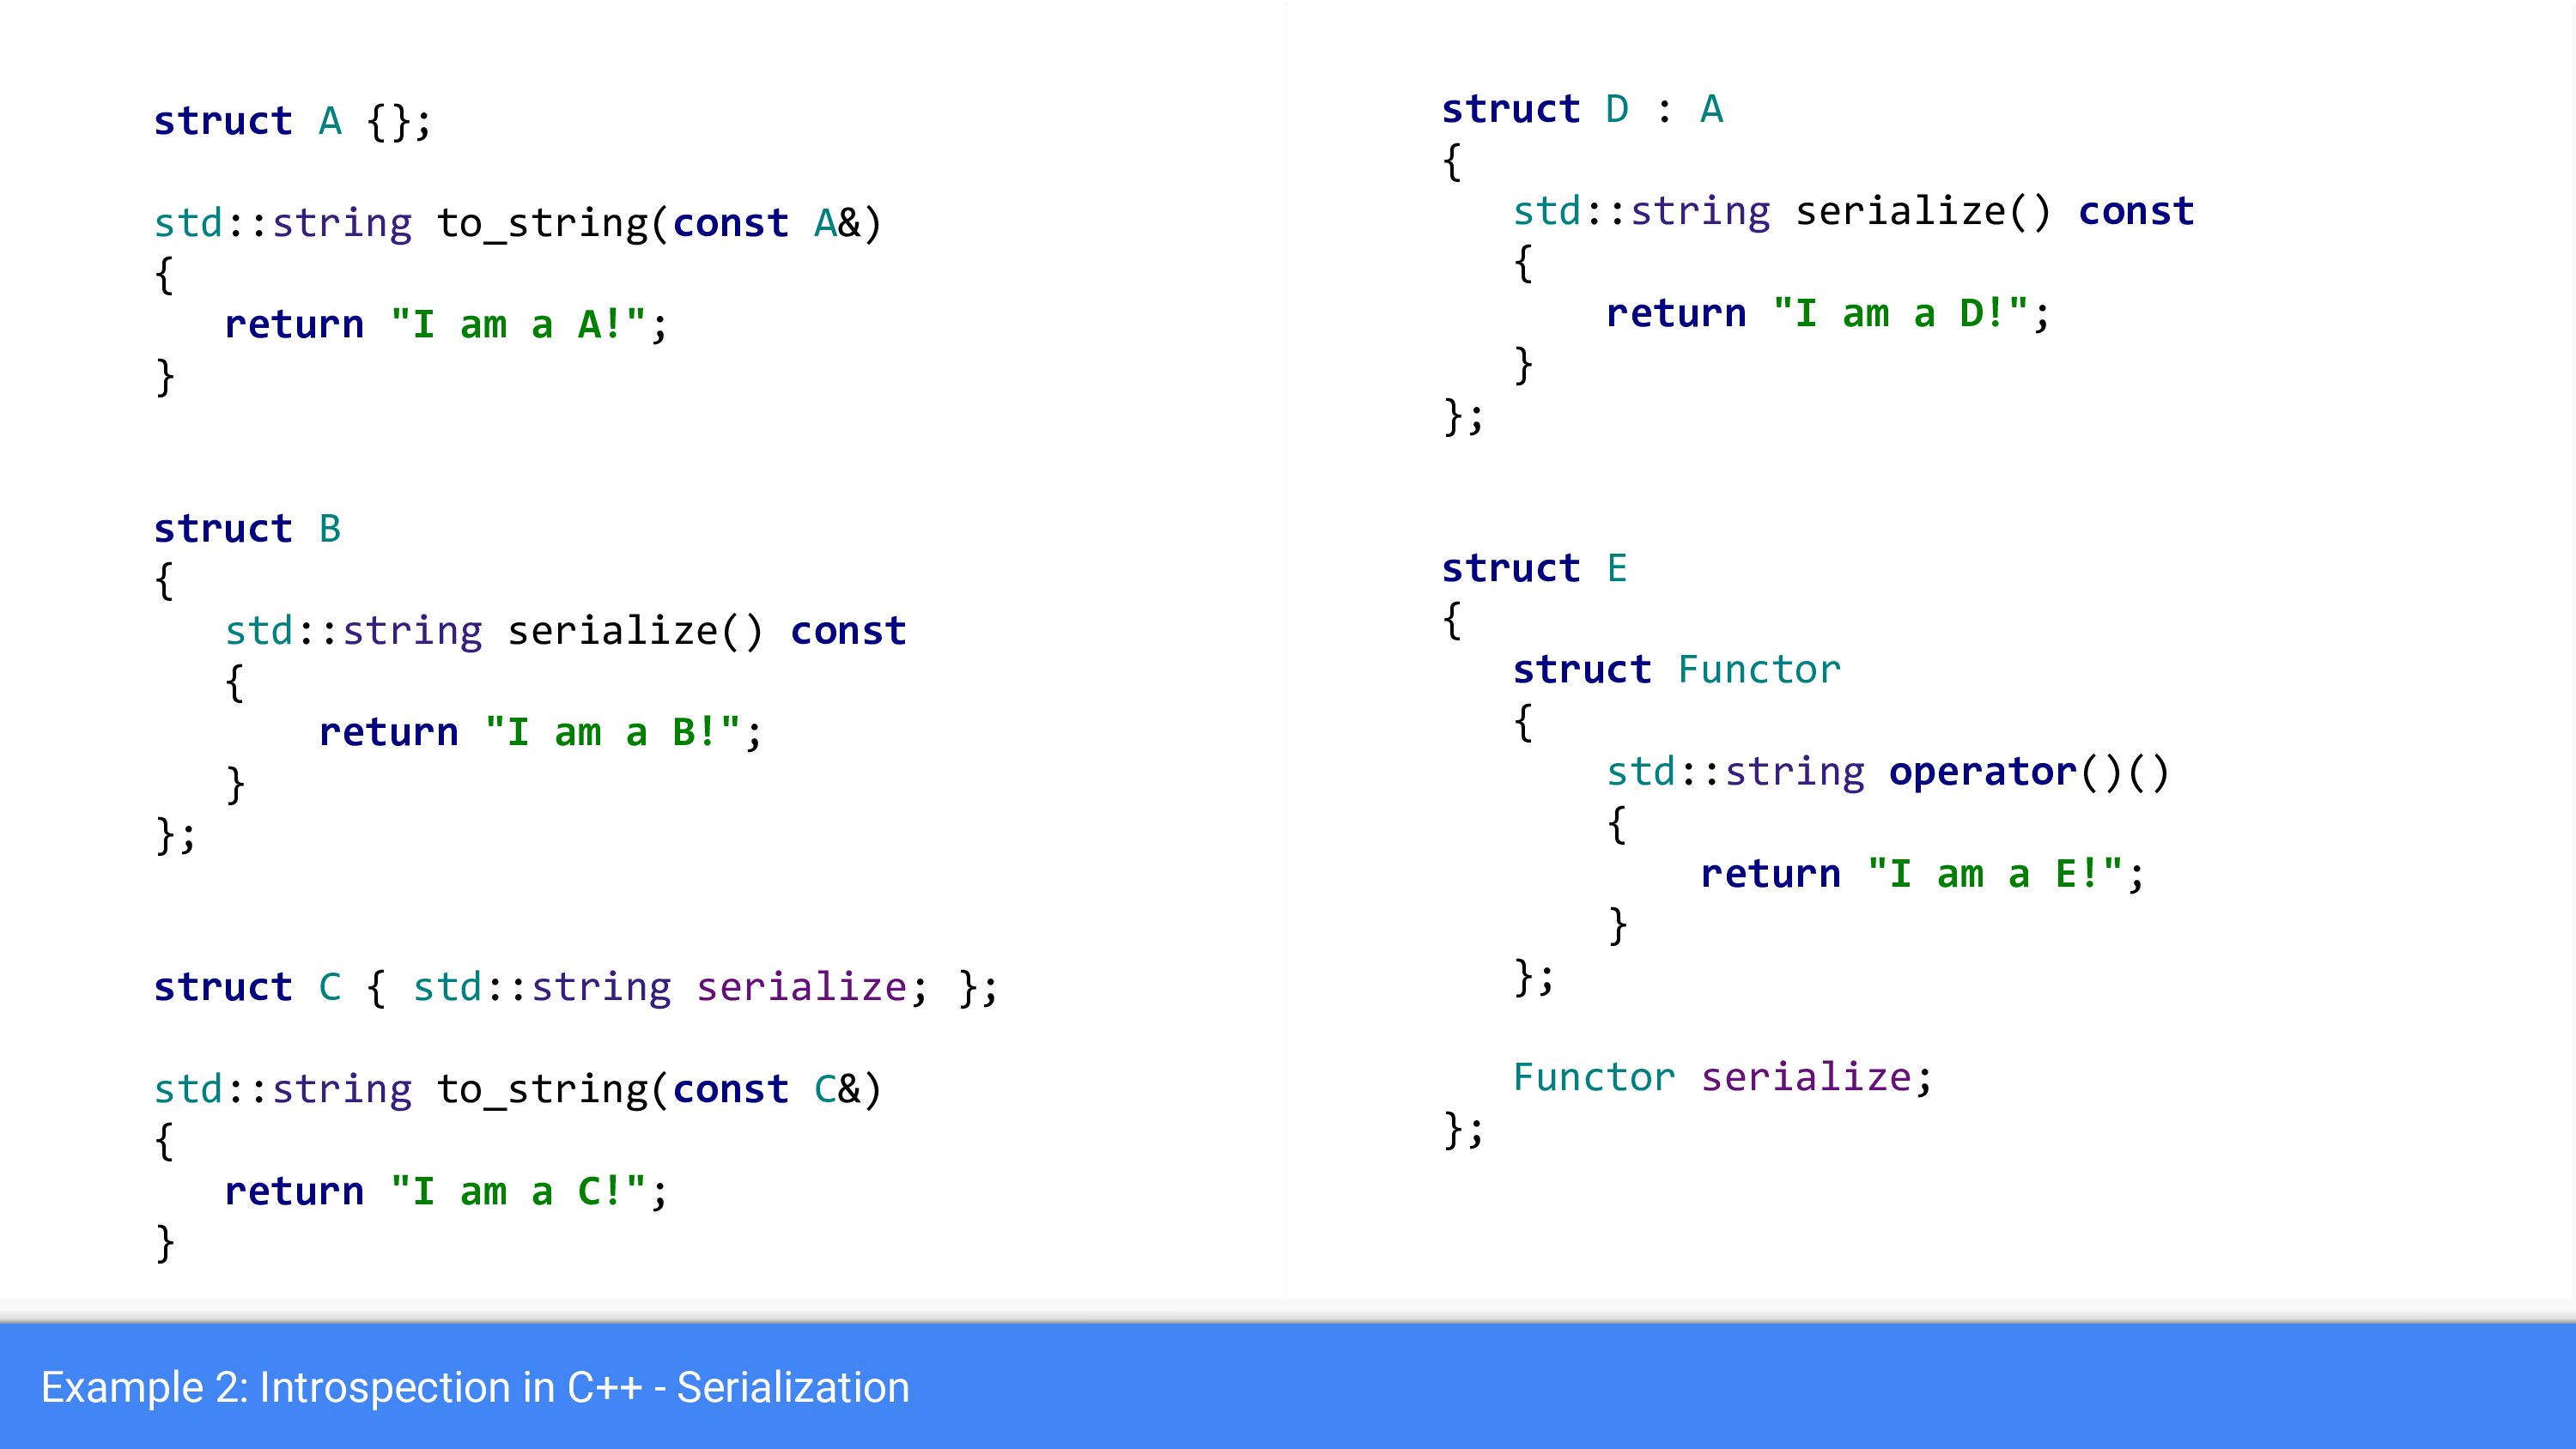 struct A {};
std::string to_string(const A&)
{
   return "I am a A!";
}
struct B
{
   std::string serialize() const
   {
       return "I am a B!";
   }
};
struct C { std::string serialize; };
std::string to_string(const C&)
{
   return "I am a C!";
}
struct D : A
{
   std::string serialize() const
   {
       return "I am a D!";
   }
};
struct E
{
   struct Functor
   {
       std::string operator()()
       {
           return "I am a E!";
       }
   };
   Functor serialize;
};
Example 2: Introspection in C++ - Serialization